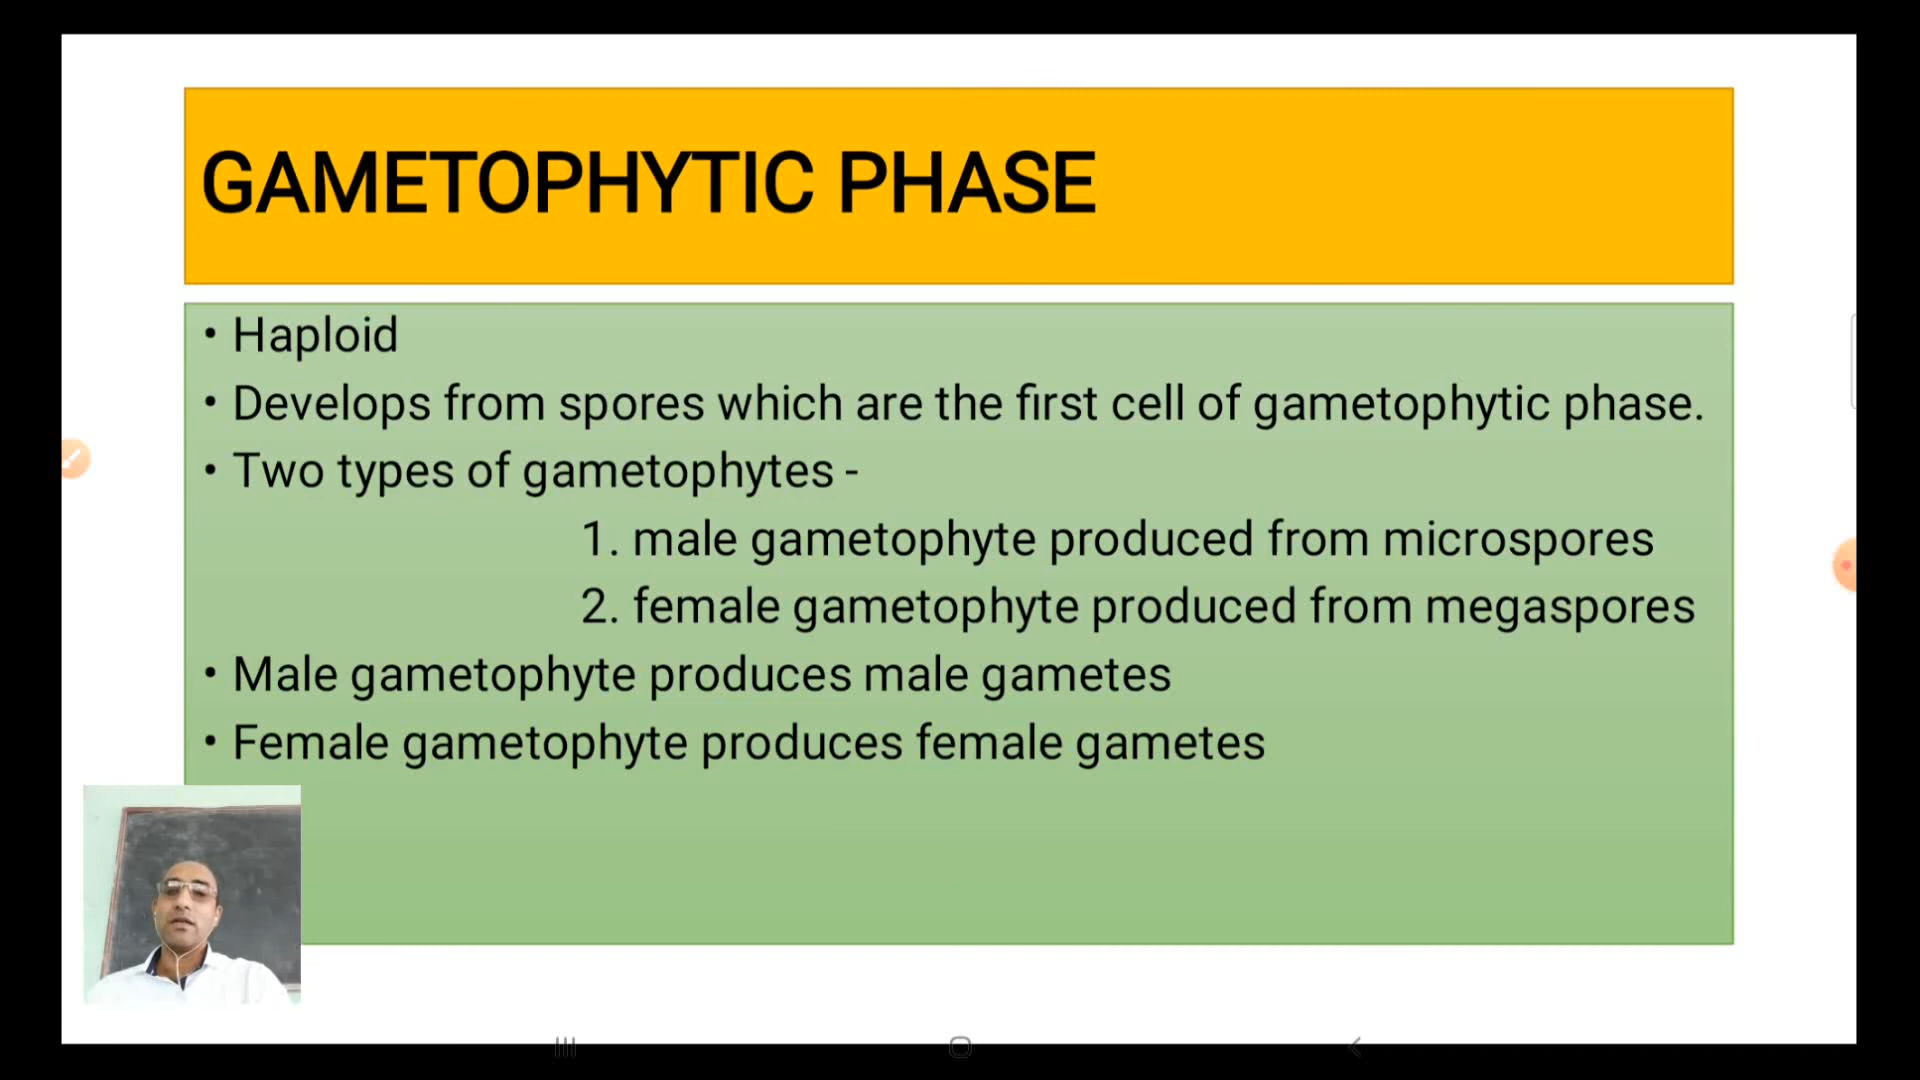 GAMETOPHYTIC PHASE
• Haploid
• Develops from spores which are the first cell of gametophytic phase.
• Two types of gametophytes -
1. male gametophyte produced from microspores
2. female gametophyte produced from megaspores
• Male gametophyte produces male gametes
• Female gametophyte produces female gametes